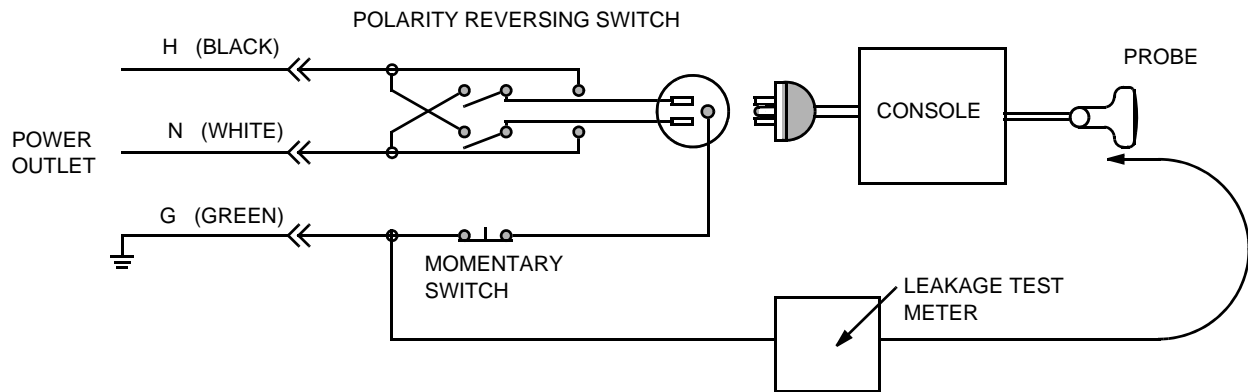 POLARITY REVERSING SWITCH
H (BLACK)
PROBE
CONSOLE
N (WHITE)
POWER
OUTLET
G (GREEN)
MOMENTARY
SWITCH
LEAKAGE TEST
METER